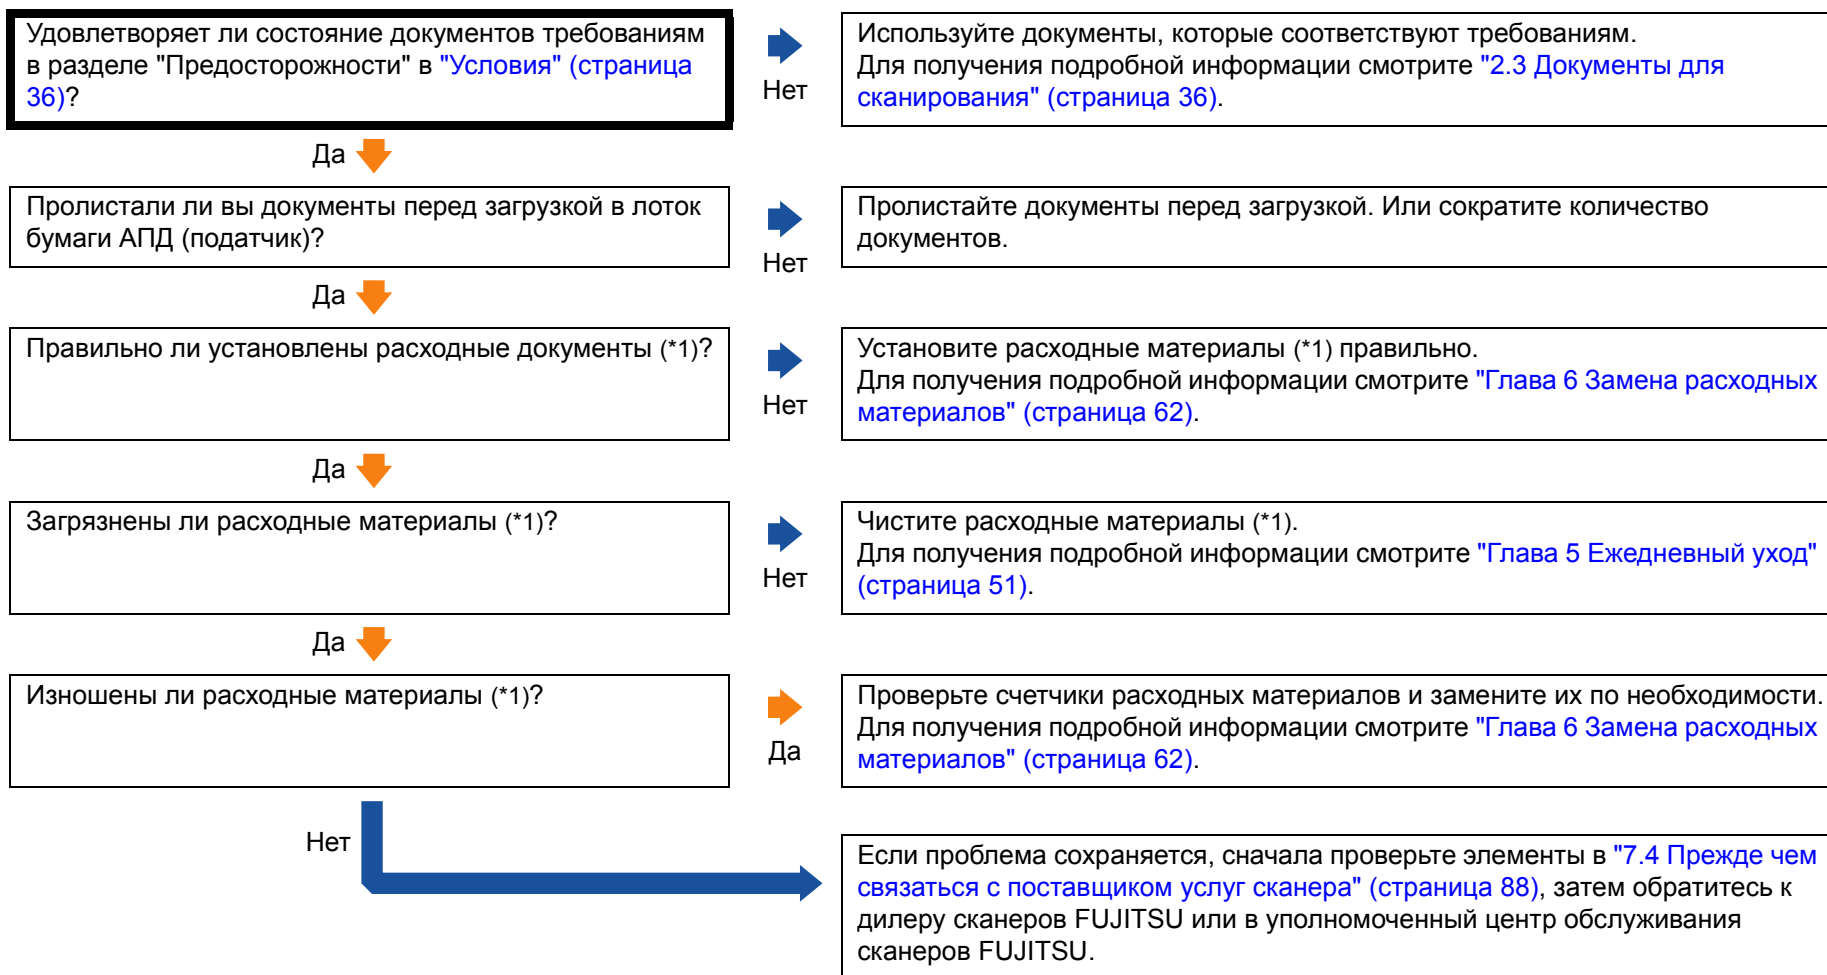 Удовлетворяет ли состояние документов требованиям
в разделе "Предосторожности" в "Условия" (страница
36)?
Нет
Используйте документы, которые соответствуют требованиям.
Для получения подробной информации смотрите "2.3 Документы для
сканирования" (страница 36).
Да
Пролистали ли вы документы перед загрузкой в лоток
бумаги АПД (податчик)?
Нет
Пролистайте документы перед загрузкой. Или сократите количество
документов.
Да
Правильно ли установлены расходные документы (*1)?
Нет
Установите расходные материалы (*1) правильно.
Для получения подробной информации смотрите "Глава 6 Замена расходных
материалов" (страница 62).
Да
Загрязнены ли расходные материалы (*1)?
Нет
Чистите расходные материалы (*1).
Для получения подробной информации смотрите "Глава 5 Ежедневный уход"
(страница 51).
Да
Изношены ли расходные материалы (*1)?
Да
Проверьте счетчики расходных материалов и замените их по необходимости.
Для получения подробной информации смотрите "Глава 6 Замена расходных
материалов" (страница 62).
Нет
Если проблема сохраняется, сначала проверьте элементы в "7.4 Прежде чем
связаться с поставщиком услуг сканера" (страница 88), затем обратитесь к
дилеру сканеров FUJITSU или в уполномоченный центр обслуживания
сканеров FUJITSU.